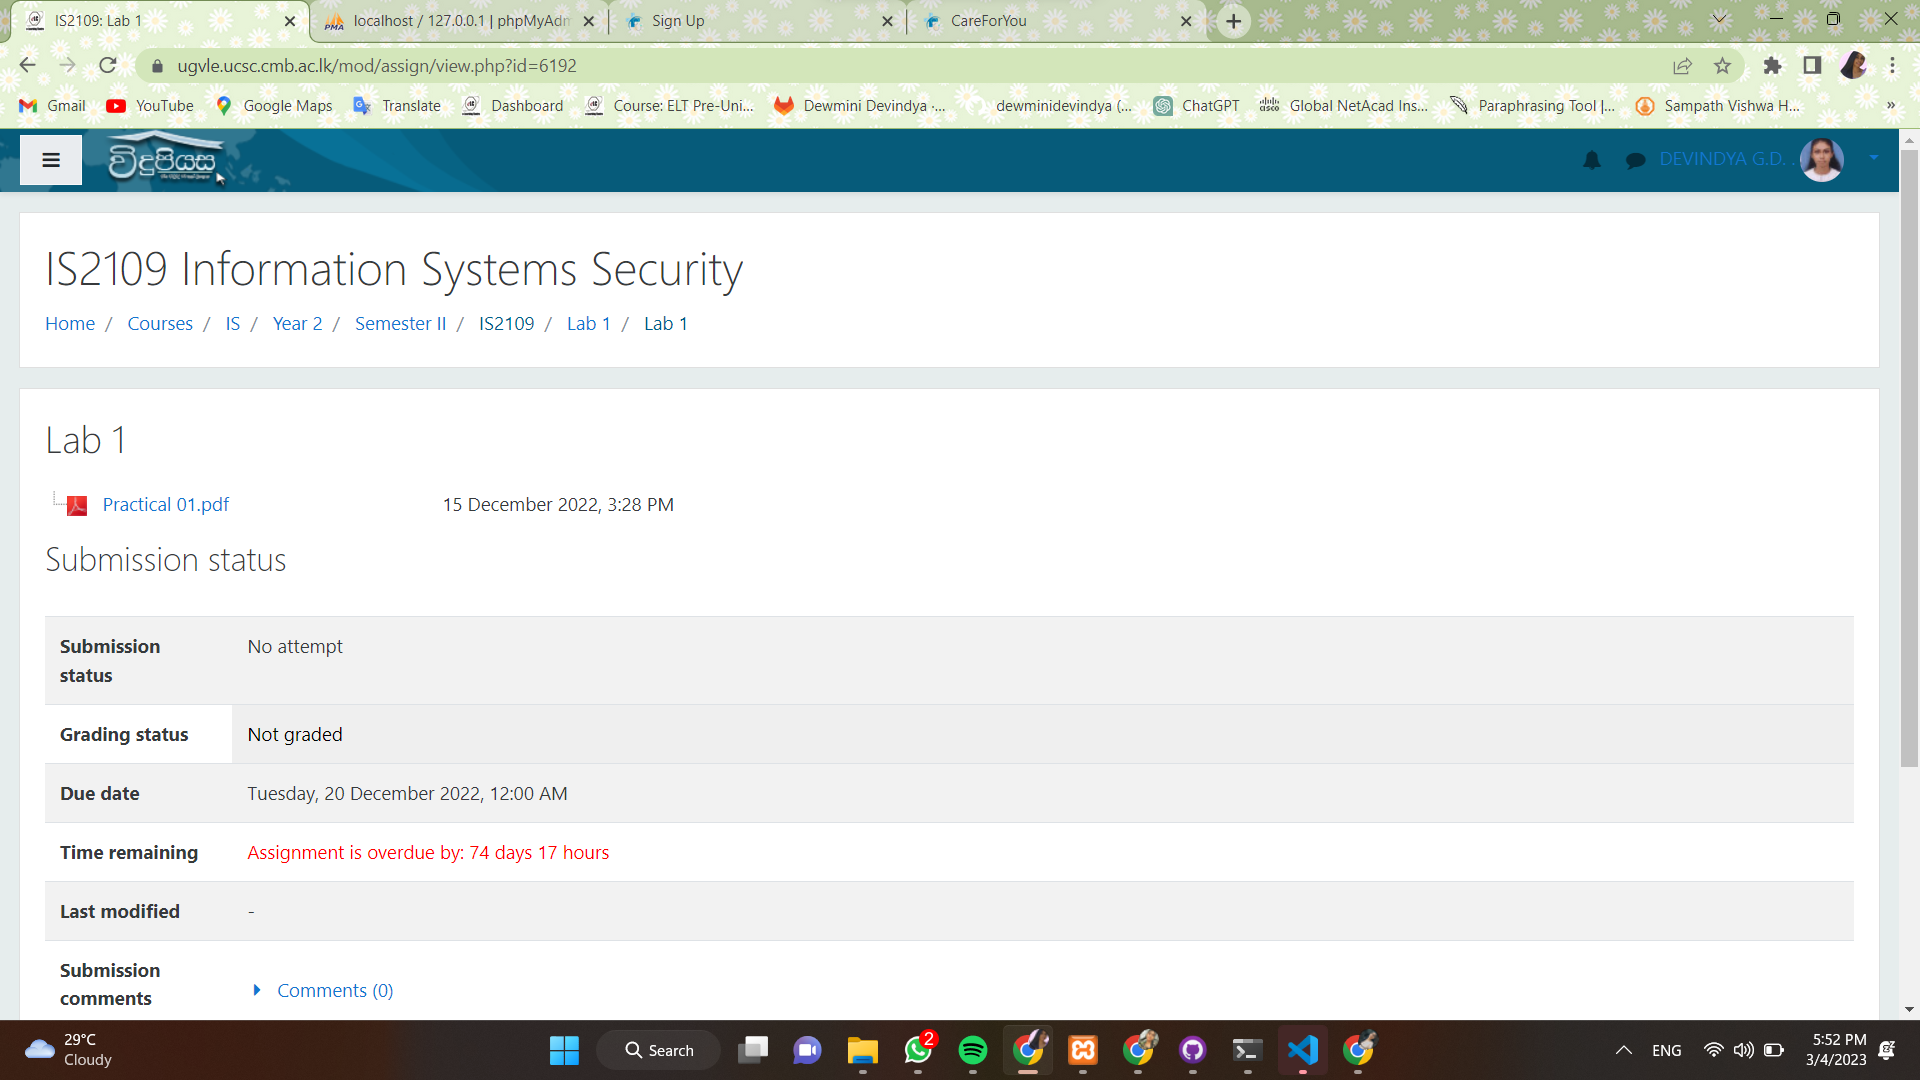 IS2109: Lab 1
localhost / 127.0.0.1 | phpMyAdm
Sign Up
CareForYou
ugvle.ucsc.cmb.ac.lk/mod/assign/view.php?id=6192
Gmail
YouTube
Google Maps
Translate
Dashboard
Course: ELT Pre-Uni...
Dewmini Devindya ·...
dewminidevindya (...
ChatGPT
Global NetAcad Ins...
Paraphrasing Tool |...
Sampath Vishwa H...
»
විදුපියස
DEVINDYA G.D. .
IS2109 Information Systems Security
Home / Courses / IS / Year 2 / Semester II / IS2109 / Lab 1 / Lab 1
Lab 1
Practical 01.pdf 15 December 2022, 3:28 PM
Submission status
Submission status No attempt
Grading status Not graded
Due date Tuesday, 20 December 2022, 12:00 AM
Time remaining Assignment is overdue by: 74 days 17 hours
Last modified -
Submission comments Comments (0)
29°C
Cloudy
Search
2
ENG
5:52 PM
3/4/2023